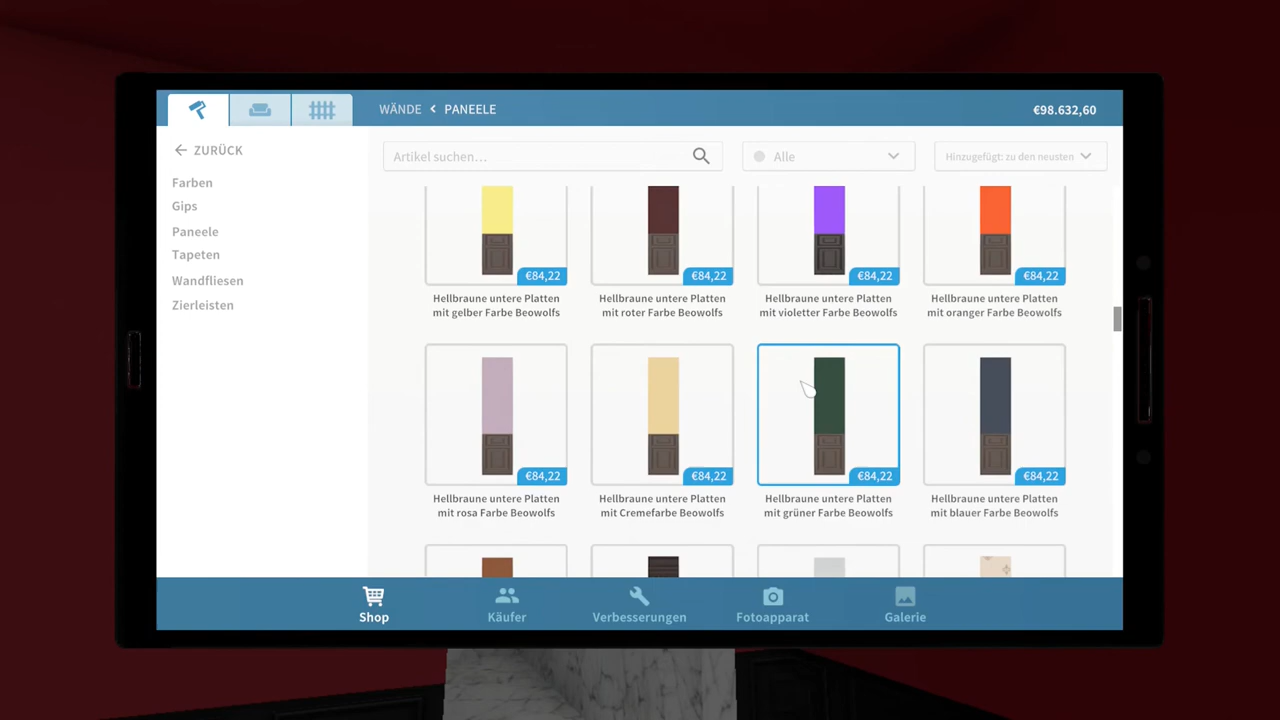 WÄNDE < PANEELE
€98.632,60
ZURÜCK
Farben
Gips
Paneele
Tapeten
Wandfliesen
Zierleisten
Artikel suchen...
Alle
Hinzugefügt: zu den neusten
€84,22
€84,22
€84,22
€84,22
Hellbraune untere Platten
mit gelber Farbe Beowolfs
Hellbraune untere Platten
mit roter Farbe Beowolfs
Hellbraune untere Platten
mit violetter Farbe Beowolfs
Hellbraune untere Platten
mit oranger Farbe Beowolfs
€84,22
€84,22
€84,22
€84,22
Hellbraune untere Platten
mit rosa Farbe Beowolfs
Hellbraune untere Platten
mit Cremefarbe Beowolfs
Hellbraune untere Platten
mit grüner Farbe Beowolfs
Hellbraune untere Platten
mit blauer Farbe Beowolfs
Shop
Käufer
Verbesserungen
Fotoapparat
Galerie